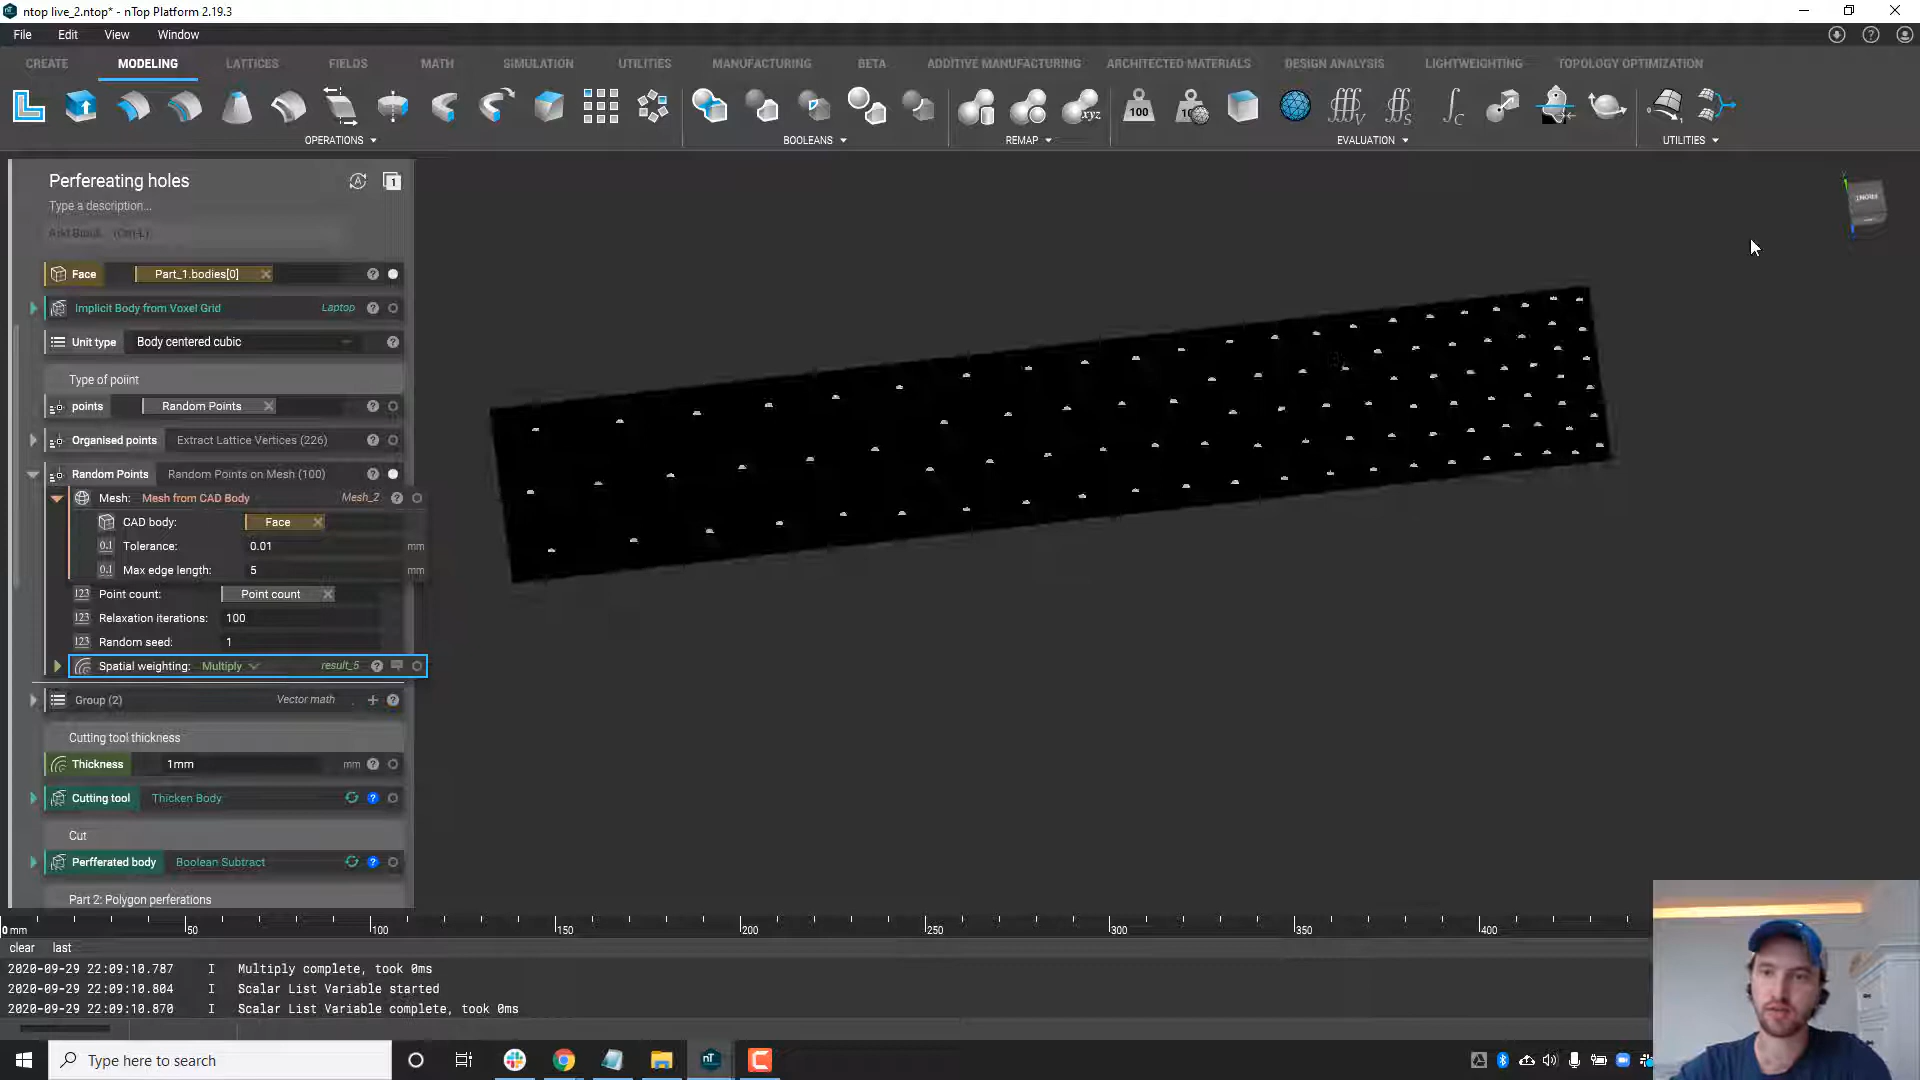 ntop live_2.ntop* - nTop Platform 2.19.3
File Edit View Window
CREATE MODELING LATTICES FIELDS MATH SIMULATION UTILITIES MANUFACTURING BETA ADDITIVE MANUFACTURING ARCHITECTED MATERIALS DESIGN ANALYSIS LIGHTWEIGHTING TOPOLOGY OPTIMIZATION
OPERATIONS BOOLEANS REMAP EVALUATION UTILITIES
Perfereating holes
Type a description...
Add Block... (Ctrl+L)
Face Part_1.bodies[0]
Implicit Body from Voxel Grid Laptop
Unit type Body centered cubic
Type of poiint
points Random Points
Organised points Extract Lattice Vertices (226)
Random Points Random Points on Mesh (100)
Mesh: Mesh from CAD Body Mesh_2
CAD body: Face
Tolerance: 0.01 mm
Max edge length: 5 mm
Point count: Point count
Relaxation iterations: 100
Random seed: 1
Spatial weighting: Multiply result_5
Group (2) Vector math
Cutting tool thickness
Thickness 1mm mm
Cutting tool Thicken Body
Cut
Perfferated body Boolean Subtract
Part 2: Polygon perferations
0 mm 50 100 150 200 250 300 350 400
clear last
2020-09-29 22:09:10.787 I Multiply complete, took 0ms
2020-09-29 22:09:10.804 I Scalar List Variable started
2020-09-29 22:09:10.870 I Scalar List Variable complete, took 0ms
Type here to search